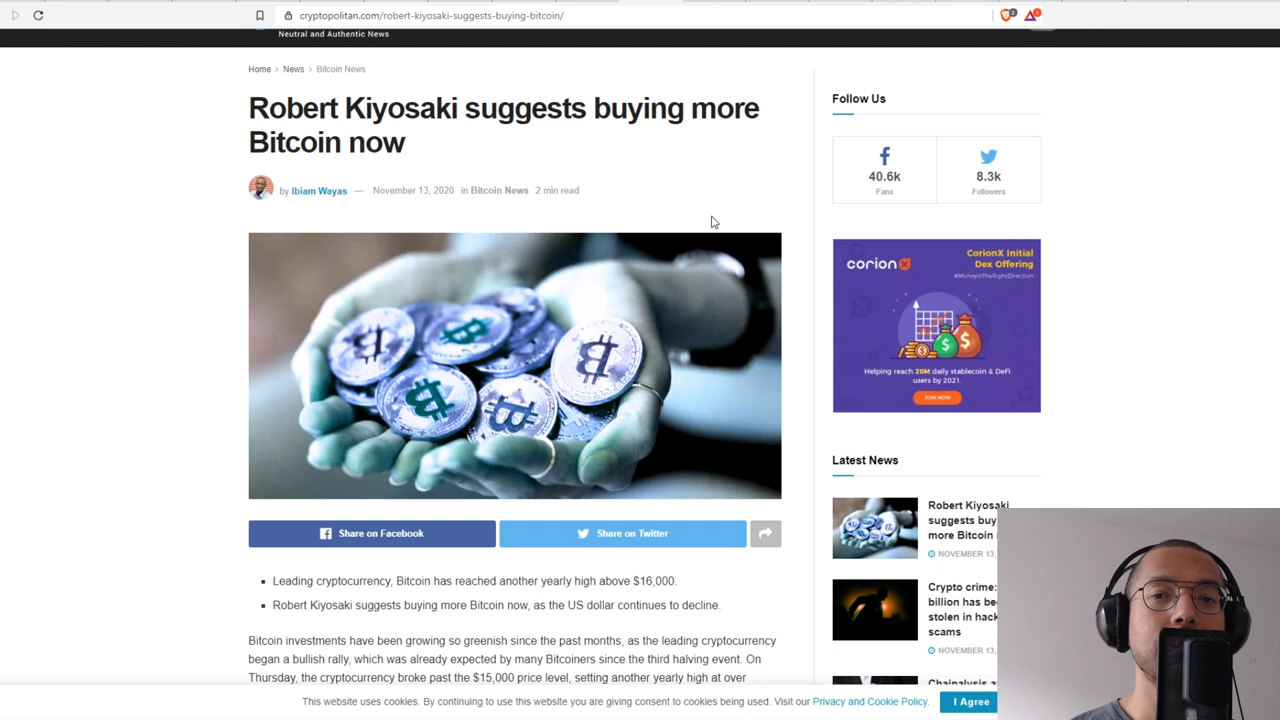 cryptopolitan.com/robert-kiyosaki-suggests-buying-bitcoin/
2
1
Neutral and Authentic News
Home > News > Bitcoin News
Robert Kiyosaki suggests buying more
Bitcoin now
by Ibiam Wayas — November 13, 2020 in Bitcoin News 2 min read
Share on Facebook
Share on Twitter
Leading cryptocurrency, Bitcoin has reached another yearly high above $16,000.
Robert Kiyosaki suggests buying more Bitcoin now, as the US dollar continues to decline.
Bitcoin investments have been growing so greenish since the past months, as the leading cryptocurrency
began a bullish rally, which was already expected by many Bitcoiners since the third halving event. On
Thursday, the cryptocurrency broke past the $15,000 price level, setting another yearly high at over
Follow Us
40.6k
Fans
8.3k
Followers
corion X
CorionX Initial
Dex Offering
#MoneyInTheRightDirection
Helping reach 20M daily stablecoin & DeFi
users by 2021.
JOIN NOW
Latest News
Robert Kiyosaki
suggests buy
more Bitcoin
NOVEMBER 13,
Crypto crime:
billion has be
stolen in hack
scams
NOVEMBER 13,
Chainalysis
This website uses cookies. By continuing to use this website you are giving consent to cookies being used. Visit our Privacy and Cookie Policy.
I Agree